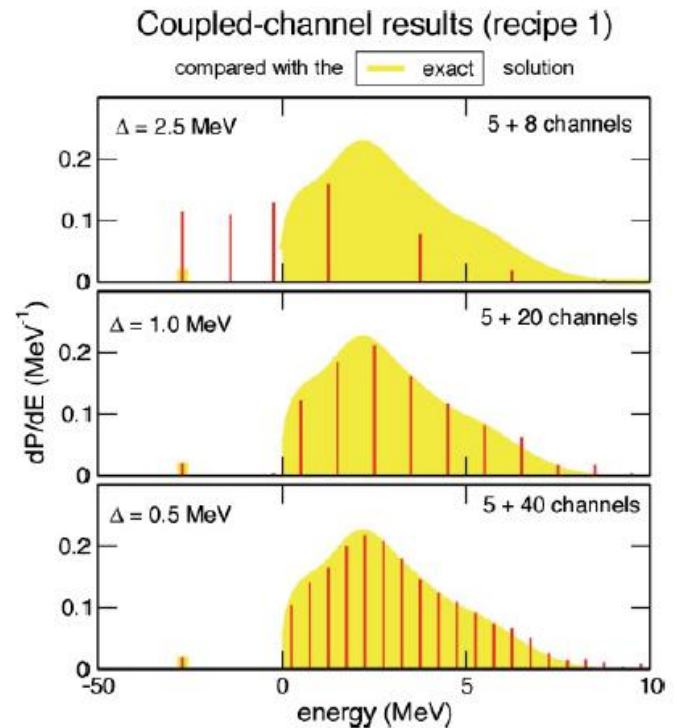 Coupled-channel results (recipe 1)
compared with the exact solution
Δ = 2.5 MeV 5 + 8 channels
0.2
0.1
0
Δ = 1.0 MeV 5 + 20 channels
0.2
0.1
0
Δ = 0.5 MeV 5 + 40 channels
0.2
0.1
0
dP/dE (MeV⁻¹)
-50 0 5 10
energy (MeV)